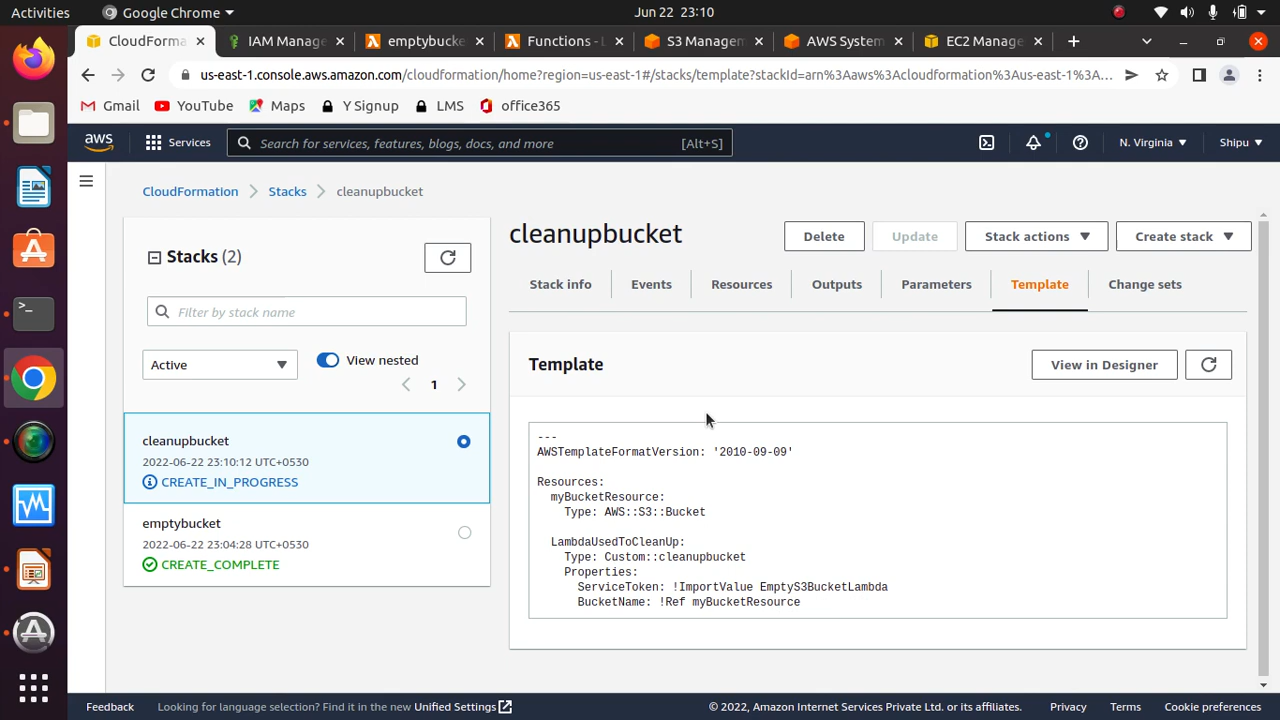 Activities
Google Chrome
Jun 22 23:10
CloudForma
IAM Manage
emptybucke
Functions - L
S3 Managem
AWS System
EC2 Manage
us-east-1.console.aws.amazon.com/cloudformation/home?region=us-east-1#/stacks/template?stackId=arn%3Aaws%3Acloudformation%3Aus-east-1%3A...
Gmail
YouTube
Maps
Y Signup
LMS
office365
aws
Services
Search for services, features, blogs, docs, and more
[Alt+S]
N. Virginia
Shipu
CloudFormation
Stacks
cleanupbucket
Stacks (2)
Filter by stack name
Active
View nested
1
cleanupbucket
2022-06-22 23:10:12 UTC+0530
CREATE_IN_PROGRESS
emptybucket
2022-06-22 23:04:28 UTC+0530
CREATE_COMPLETE
cleanupbucket
Delete
Update
Stack actions
Create stack
Stack info
Events
Resources
Outputs
Parameters
Template
Change sets
Template
View in Designer
---
AWSTemplateFormatVersion: '2010-09-09'
Resources:
myBucketResource:
Type: AWS::S3::Bucket
LambdaUsedToCleanUp:
Type: Custom::cleanupbucket
Properties:
ServiceToken: !ImportValue EmptyS3BucketLambda
BucketName: !Ref myBucketResource
Feedback
Looking for language selection? Find it in the new Unified Settings
© 2022, Amazon Internet Services Private Ltd. or its affiliates.
Privacy
Terms
Cookie preferences